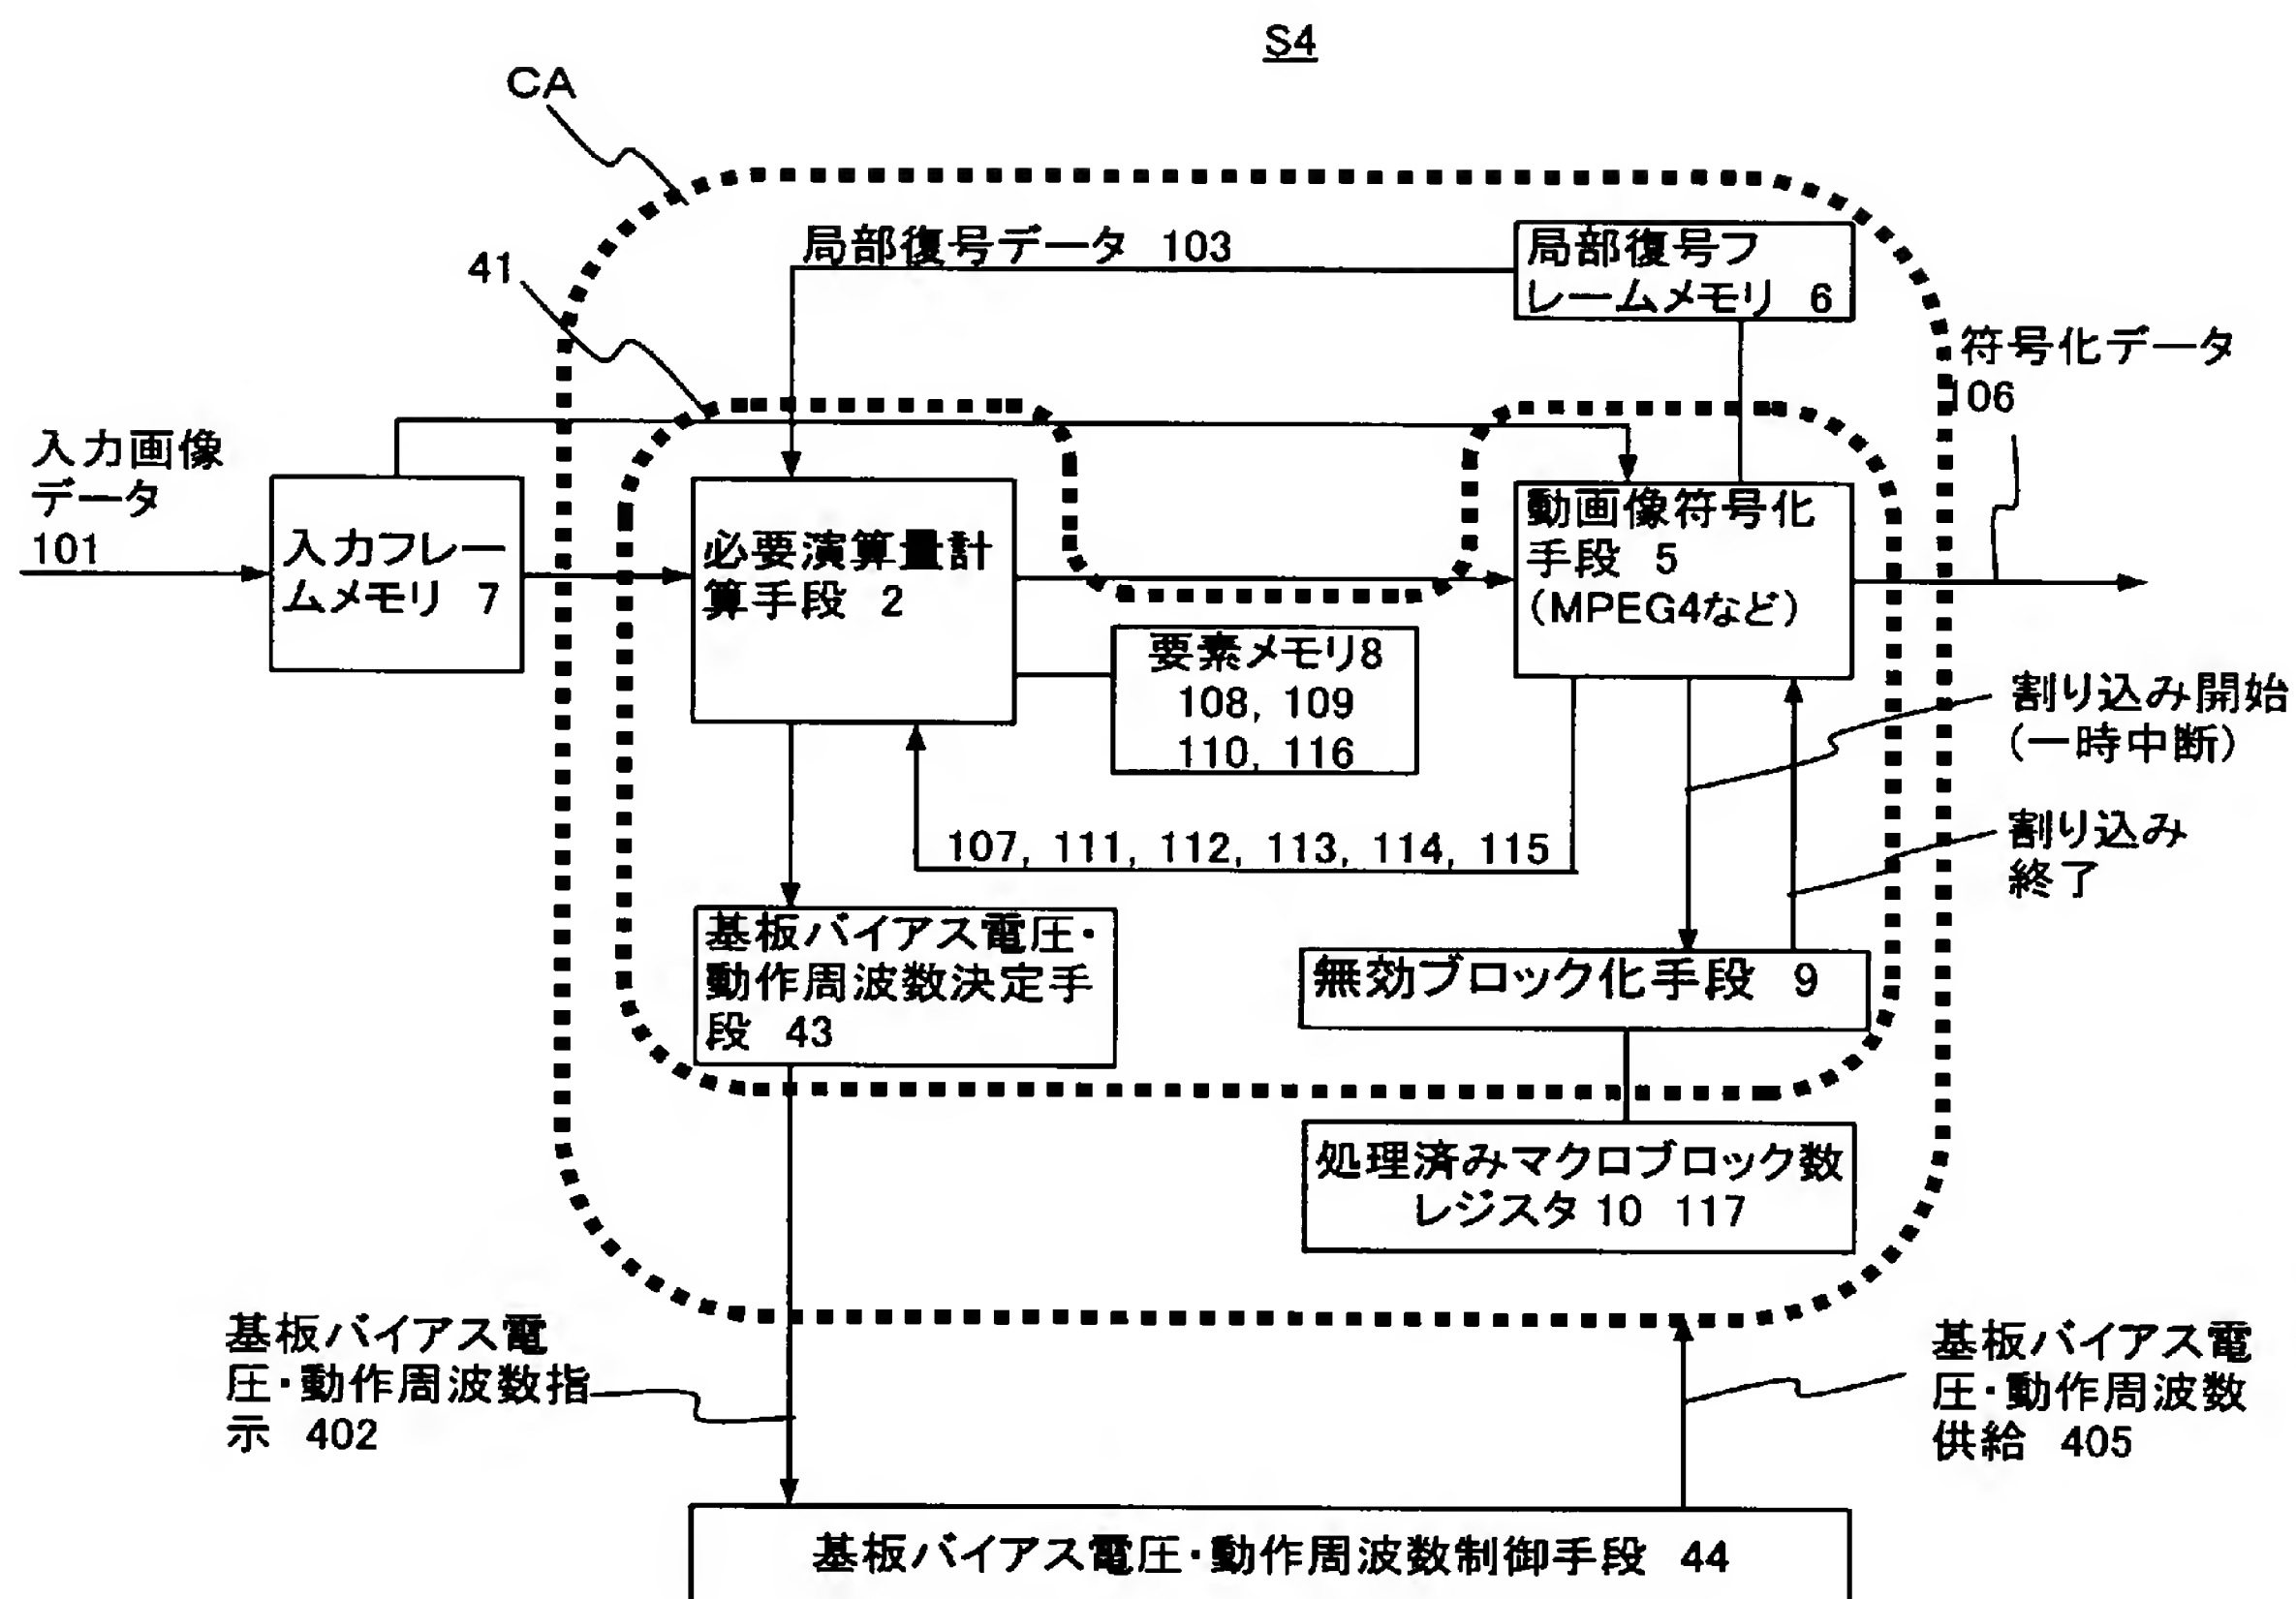 S4
CA
局部復号データ 103
41
局部復号フ
レームメモリ 6
符号化データ
106
入力画像
データ
101
入力フレー
ムメモリ 7
必要演算量計
算手段 2
動画像符号化
手段 5
(MPEG4など)
要素メモリ8
108, 109
110, 116
割り込み開始
(一時中断)
107, 111, 112, 113, 114, 115
割り込み
終了
基板バイアス電圧・
動作周波数決定手
段 43
無効ブロック化手段 9
処理済みマクロブロック数
レジスタ10 117
基板バイアス電
圧・動作周波数指
示 402
基板バイアス電
圧・動作周波数
供給 405
基板バイアス電圧・動作周波数制御手段 44